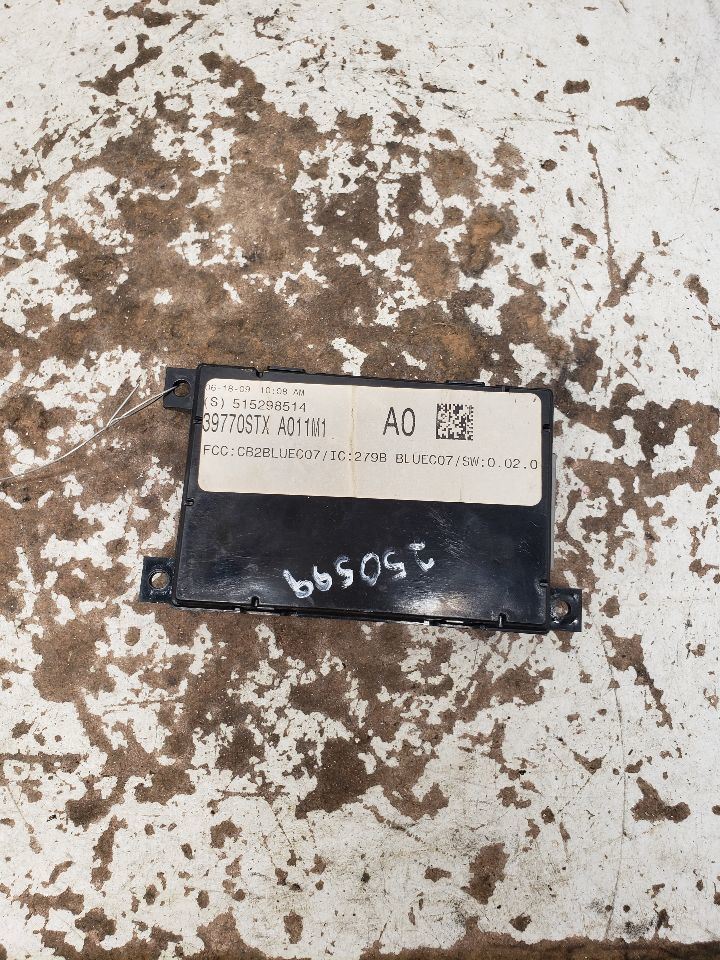 06-18-09 10:08 AM
(S) 515298514
39770STX A011M1 A0
FCC:CB2BLUEC07/IC:279B BLUEC07/SW:0.02.0
250599